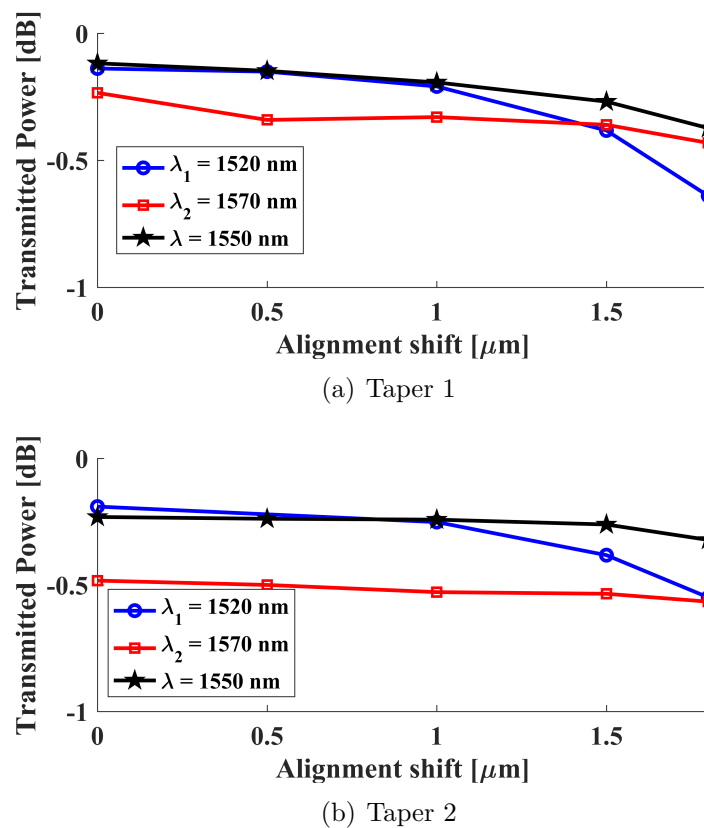 Transmitted Power [dB]
0
-0.5
-1
λ₁ = 1520 nm
λ₂ = 1570 nm
λ = 1550 nm
0 0.5 1 1.5
Alignment shift [μm]
(a) Taper 1
Transmitted Power [dB]
0
-0.5
-1
λ₁ = 1520 nm
λ₂ = 1570 nm
λ = 1550 nm
0 0.5 1 1.5
Alignment shift [μm]
(b) Taper 2